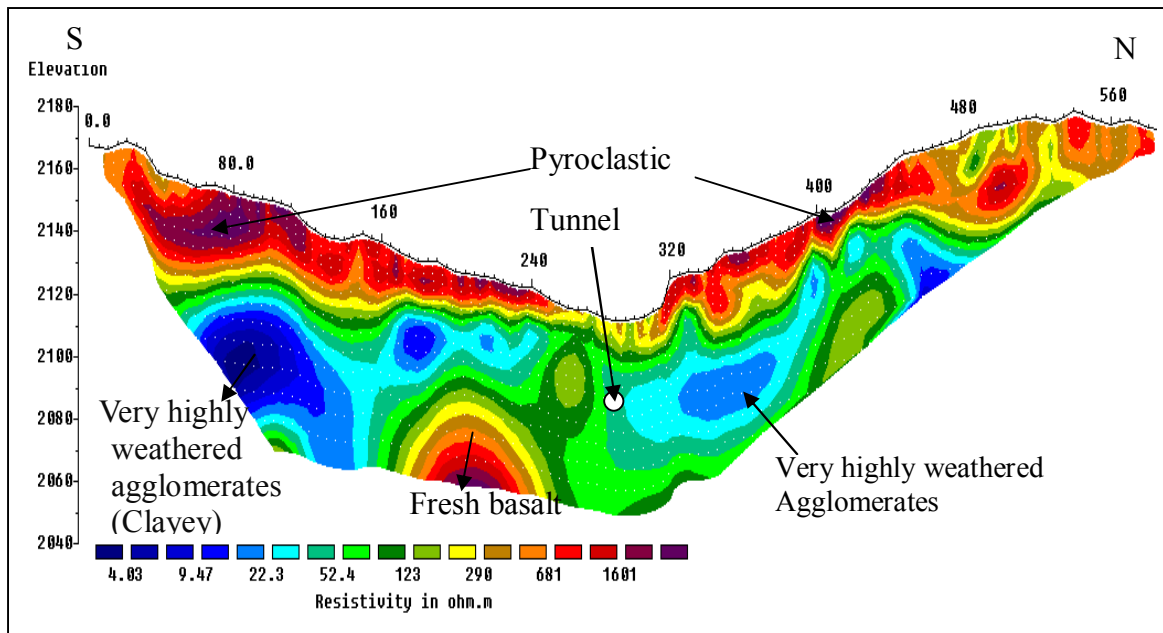 S
N
Elevation
2180
2160
2140
2120
2100
2080
2060
2040
0.0
80.0
160
240
320
400
480
560
Pyroclastic
Tunnel
Very highly
weathered
agglomerates
(Clayey)
Fresh basalt
Very highly weathered
Agglomerates
4.03 9.47 22.3 52.4 123 290 681 1601
Resistivity in ohm.m